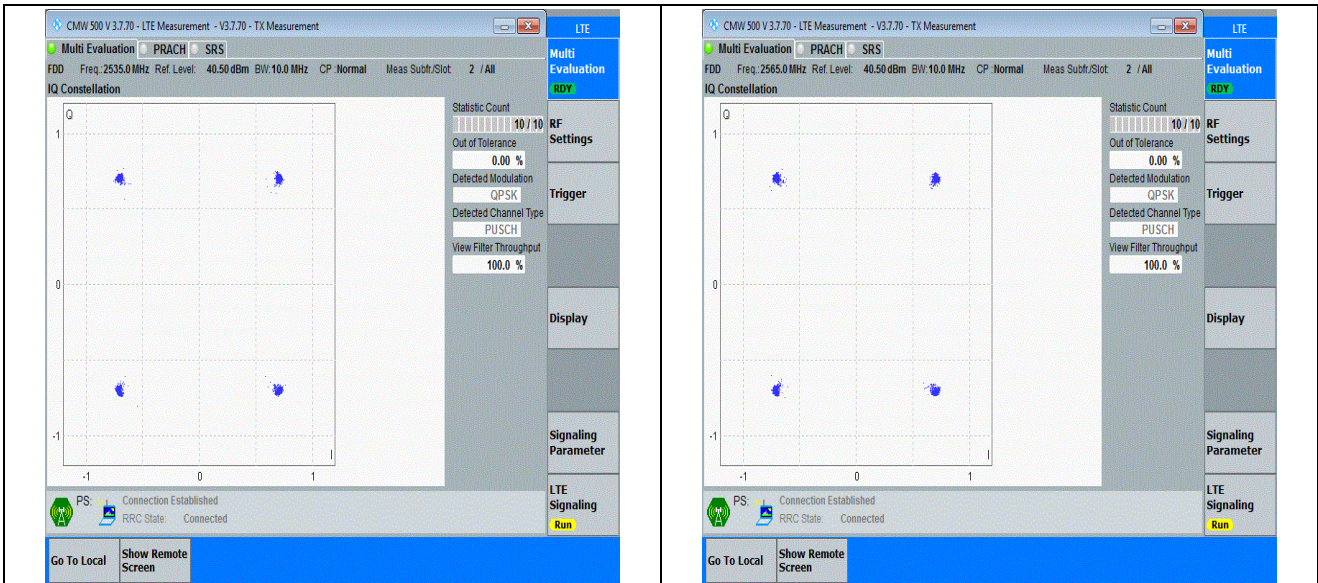 CMW 500 V 3.7.70 - LTE Measurement - V3.7.70 - TX Measurement
LTE
Multi Evaluation PRACH SRS
Multi
Evaluation
RDY
FDD Freq.:2535.0 MHz Ref. Level: 40.50 dBm BW:10.0 MHz CP :Normal Meas Subfr./Slot: 2 / All
IQ Constellation
Q
1
0
-1
-1 0 1
I
Statistic Count
10 / 10
Out of Tolerance
0.00 %
Detected Modulation
QPSK
Detected Channel Type
PUSCH
View Filter Throughput
100.0 %
RF
Settings
Trigger
Display
Signaling
Parameter
LTE
Signaling
Run
PS: Connection Established
RRC State: Connected
Go To Local
Show Remote
Screen
CMW 500 V 3.7.70 - LTE Measurement - V3.7.70 - TX Measurement
LTE
Multi Evaluation PRACH SRS
Multi
Evaluation
RDY
FDD Freq.:2565.0 MHz Ref. Level: 40.50 dBm BW:10.0 MHz CP :Normal Meas Subfr./Slot: 2 / All
IQ Constellation
Q
1
0
-1
-1 0 1
I
Statistic Count
10 / 10
Out of Tolerance
0.00 %
Detected Modulation
QPSK
Detected Channel Type
PUSCH
View Filter Throughput
100.0 %
RF
Settings
Trigger
Display
Signaling
Parameter
LTE
Signaling
Run
PS: Connection Established
RRC State: Connected
Go To Local
Show Remote
Screen